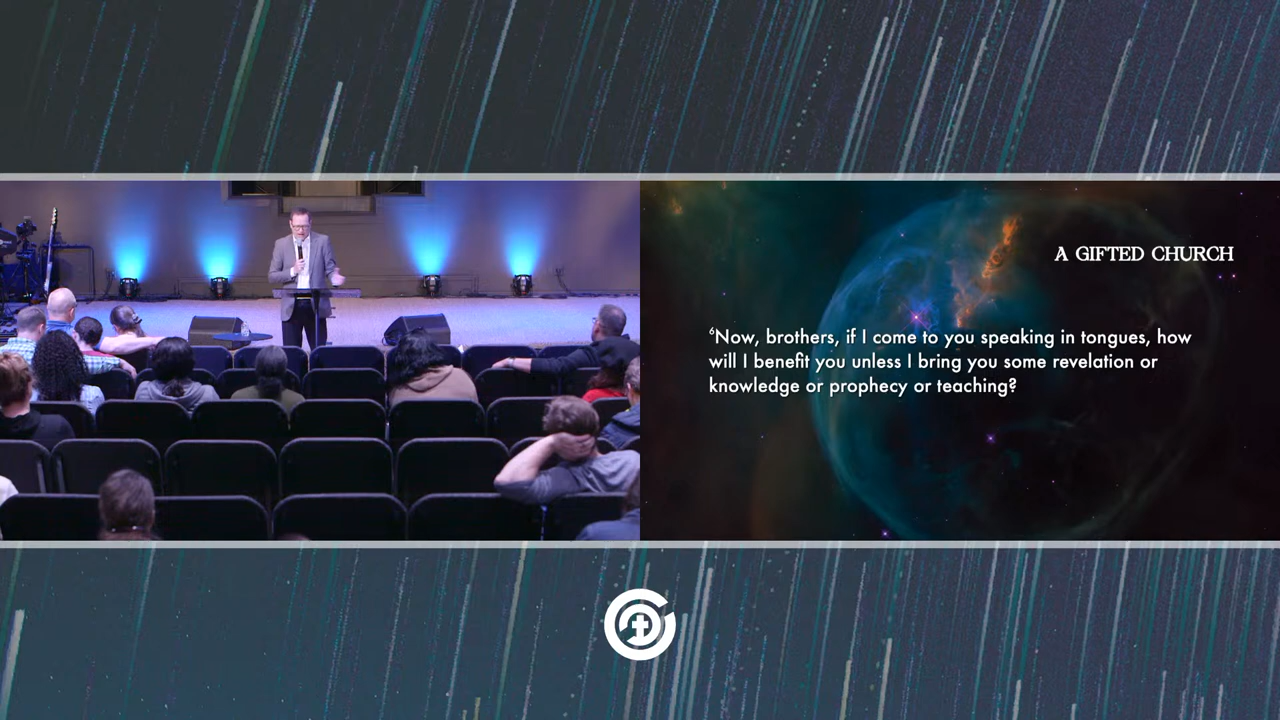 A GIFTED CHURCH
⁶Now, brothers, if I come to you speaking in tongues, how
will I benefit you unless I bring you some revelation or
knowledge or prophecy or teaching?